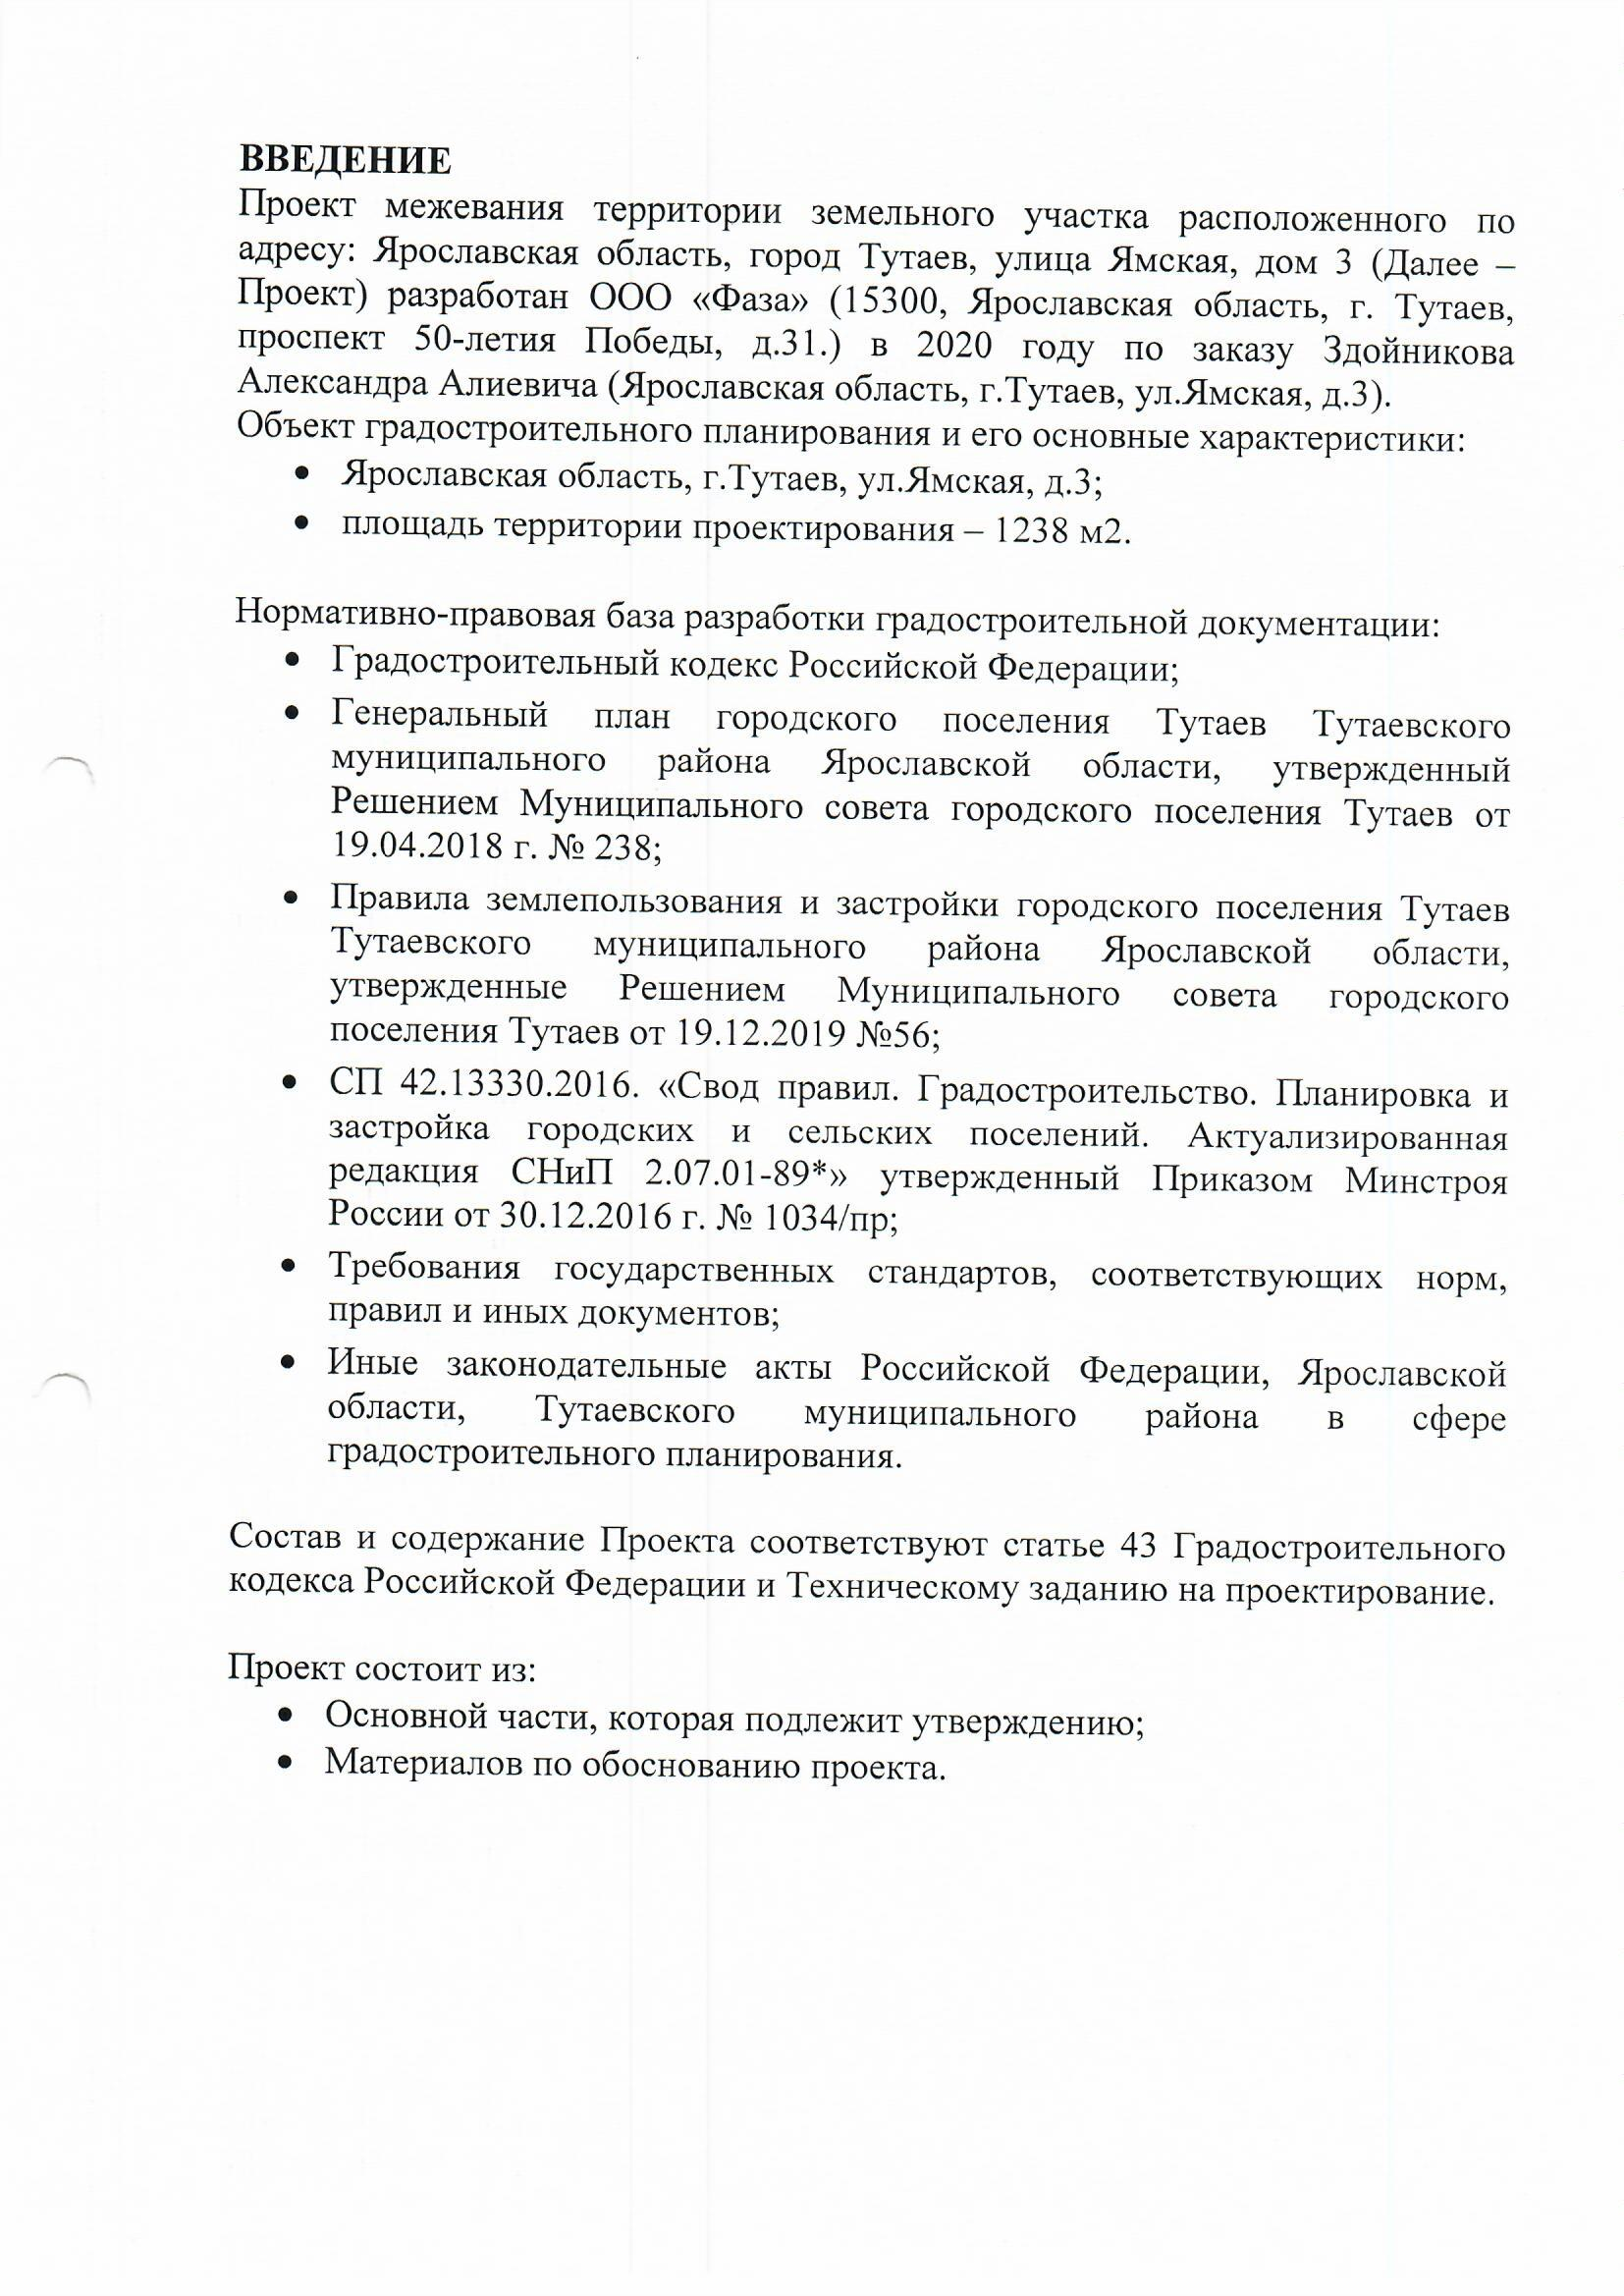 ВВЕДЕНИЕ
Проект межевания территории земельного участка расположенного по
адресу: Ярославская область, город Тутаев, улица Ямская, дом 3 (Далее –
Проект) разработан ООО «Фаза» (15300, Ярославская область, г. Тутаев,
проспект 50-летия Победы, д.31.) в 2020 году по заказу Здойникова
Александра Алиевича (Ярославская область, г.Тутаев, ул.Ямская, д.3).
Объект градостроительного планирования и его основные характеристики:
• Ярославская область, г.Тутаев, ул.Ямская, д.3;
• площадь территории проектирования – 1238 м2.
Нормативно-правовая база разработки градостроительной документации:
• Градостроительный кодекс Российской Федерации;
• Генеральный план городского поселения Тутаев Тутаевского
муниципального района Ярославской области, утвержденный
Решением Муниципального совета городского поселения Тутаев от
19.04.2018 г. № 238;
• Правила землепользования и застройки городского поселения Тутаев
Тутаевского муниципального района Ярославской области,
утвержденные Решением Муниципального совета городского
поселения Тутаев от 19.12.2019 №56;
• СП 42.13330.2016. «Свод правил. Градостроительство. Планировка и
застройка городских и сельских поселений. Актуализированная
редакция СНиП 2.07.01-89*» утвержденный Приказом Минстроя
России от 30.12.2016 г. № 1034/пр;
• Требования государственных стандартов, соответствующих норм,
правил и иных документов;
• Иные законодательные акты Российской Федерации, Ярославской
области, Тутаевского муниципального района в сфере
градостроительного планирования.
Состав и содержание Проекта соответствуют статье 43 Градостроительного
кодекса Российской Федерации и Техническому заданию на проектирование.
Проект состоит из:
• Основной части, которая подлежит утверждению;
• Материалов по обоснованию проекта.